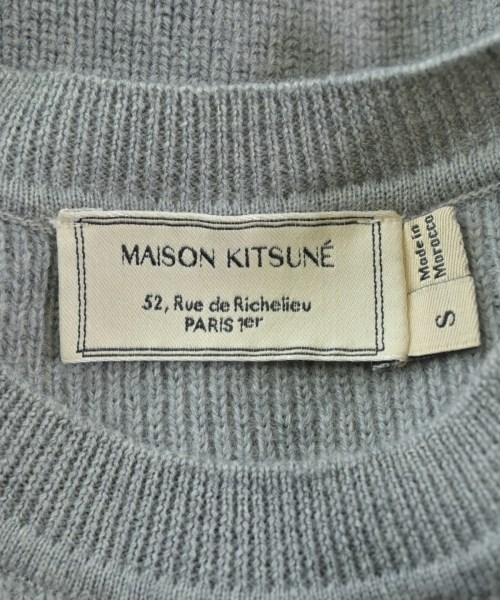 MAISON KITSUNÉ
52, Rue de Richelieu
PARIS 1er
Made in
Morocco
S